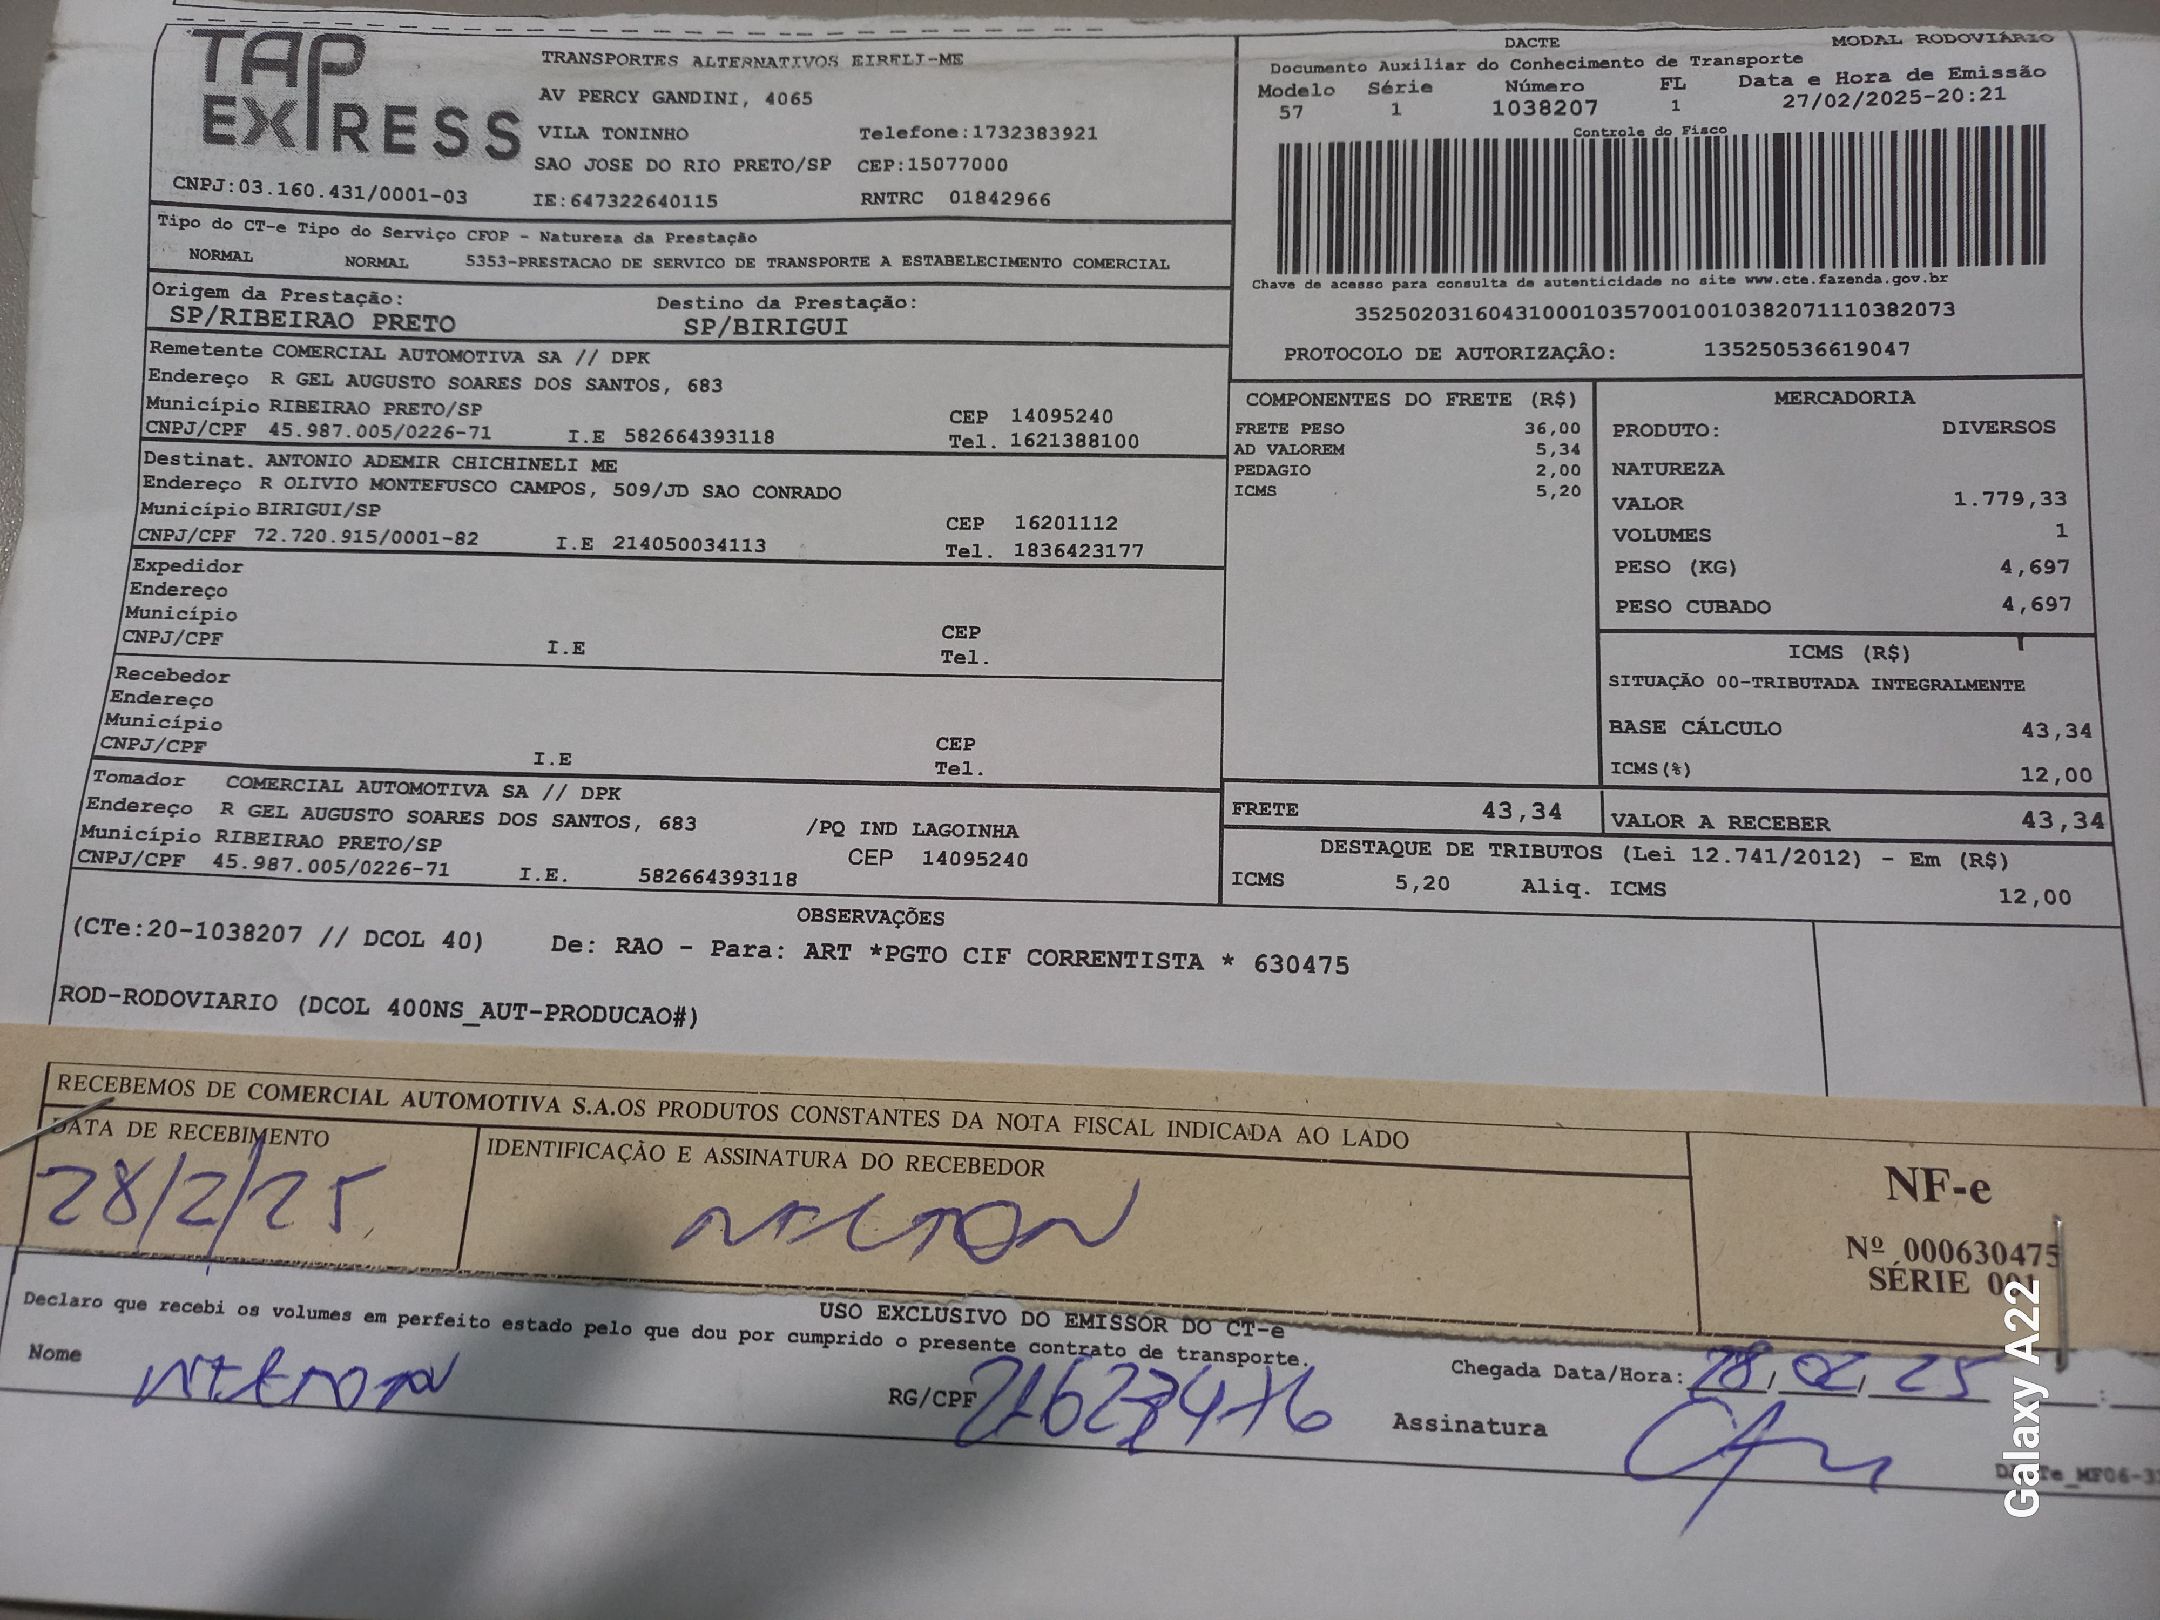 TAP EXPRESS
TRANSPORTES ALTERNATIVOS EIRELI-ME
AV PERCY GANDINI, 4065
VILA TONINHO Telefone:1732383921
SAO JOSE DO RIO PRETO/SP CEP:15077000
CNPJ:03.160.431/0001-03 IE:647322640115 RNTRC 01842966
DACTE MODAL RODOVIÁRIO
Documento Auxiliar do Conhecimento de Transporte
Modelo Série Número FL Data e Hora de Emissão
57 1 1038207 1 27/02/2025-20:21
Controle do Fisco
Chave de acesso para consulta de autenticidade no site www.cte.fazenda.gov.br
35250203160431000103570010010382071110382073
PROTOCOLO DE AUTORIZAÇÃO: 135250536619047
Tipo do CT-e Tipo do Serviço CFOP - Natureza da Prestação
NORMAL NORMAL 5353-PRESTACAO DE SERVICO DE TRANSPORTE A ESTABELECIMENTO COMERCIAL
Origem da Prestação: Destino da Prestação:
SP/RIBEIRAO PRETO SP/BIRIGUI
Remetente COMERCIAL AUTOMOTIVA SA // DPK
Endereço R GEL AUGUSTO SOARES DOS SANTOS, 683
Município RIBEIRAO PRETO/SP CEP 14095240
CNPJ/CPF 45.987.005/0226-71 I.E 582664393118 Tel. 1621388100
Destinat. ANTONIO ADEMIR CHICHINELI ME
Endereço R OLIVIO MONTEFUSCO CAMPOS, 509/JD SAO CONRADO
Município BIRIGUI/SP CEP 16201112
CNPJ/CPF 72.720.915/0001-82 I.E 214050034113 Tel. 1836423177
Expedidor
Endereço
Município CEP
CNPJ/CPF I.E Tel.
Recebedor
Endereço
Município CEP
CNPJ/CPF I.E Tel.
Tomador COMERCIAL AUTOMOTIVA SA // DPK
Endereço R GEL AUGUSTO SOARES DOS SANTOS, 683 /PQ IND LAGOINHA
Município RIBEIRAO PRETO/SP CEP 14095240
CNPJ/CPF 45.987.005/0226-71 I.E. 582664393118
COMPONENTES DO FRETE (R$)
FRETE PESO 36,00
AD VALOREM 5,34
PEDAGIO 2,00
ICMS 5,20
MERCADORIA
PRODUTO: DIVERSOS
NATUREZA
VALOR 1.779,33
VOLUMES 1
PESO (KG) 4,697
PESO CUBADO 4,697
ICMS (R$)
SITUAÇÃO 00-TRIBUTADA INTEGRALMENTE
BASE CÁLCULO 43,34
ICMS(%) 12,00
FRETE 43,34 VALOR A RECEBER 43,34
DESTAQUE DE TRIBUTOS (Lei 12.741/2012) - Em (R$)
ICMS 5,20 Aliq. ICMS 12,00
OBSERVAÇÕES
(CTe:20-1038207 // DCOL 40) De: RAO - Para: ART *PGTO CIF CORRENTISTA * 630475
ROD-RODOVIARIO (DCOL 400NS_AUT-PRODUCAO#)
RECEBEMOS DE COMERCIAL AUTOMOTIVA S.A.OS PRODUTOS CONSTANTES DA NOTA FISCAL INDICADA AO LADO
DATA DE RECEBIMENTO IDENTIFICAÇÃO E ASSINATURA DO RECEBEDOR
28/2/25
NF-e
Nº 000630475
SÉRIE 001
USO EXCLUSIVO DO EMISSOR DO CT-e
Declaro que recebi os volumes em perfeito estado pelo que dou por cumprido o presente contrato de transporte.
Nome RG/CPF Chegada Data/Hora: 28/02/25 :
Assinatura
Galaxy A22